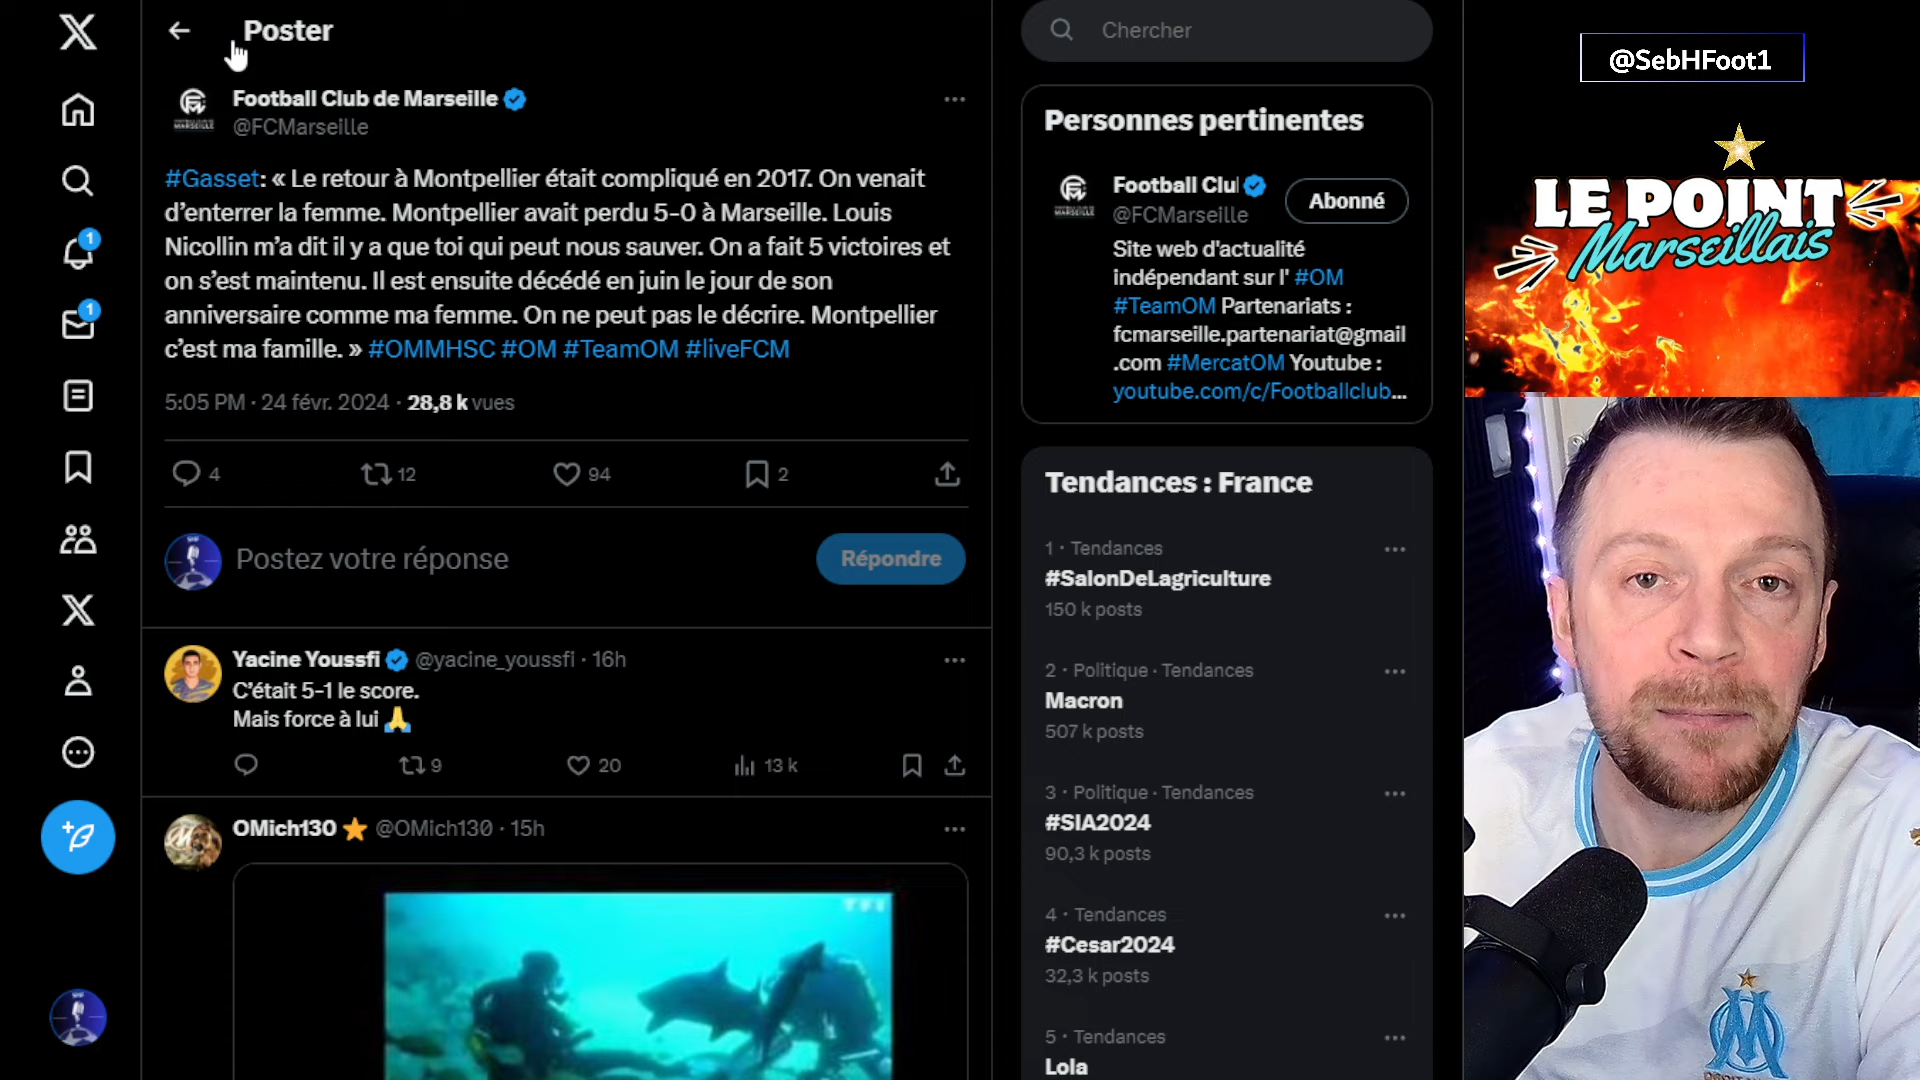 Poster
Football Club de Marseille
@FCMarseille
#Gasset: « Le retour à Montpellier était compliqué en 2017. On venait
d'enterrer la femme. Montpellier avait perdu 5-0 à Marseille. Louis
Nicollin m'a dit il y a que toi qui peut nous sauver. On a fait 5 victoires et
on s'est maintenu. Il est ensuite décédé en juin le jour de son
anniversaire comme ma femme. On ne peut pas le décrire. Montpellier
c'est ma famille. » #OMMHSC #OM #TeamOM #liveFCM
5:05 PM · 24 févr. 2024 · 28,8 k vues
4 12 94 2
Postez votre réponse
Répondre
Yacine Youssfi @yacine_youssfi · 16h
C'était 5-1 le score.
Mais force à lui 🙏
9 20 13 k
OMich130 ⭐ @OMich130 · 15h
TF1
1
1
Chercher
Personnes pertinentes
Football Clu
@FCMarseille
Abonné
Site web d'actualité
indépendant sur l' #OM
#TeamOM Partenariats :
fcmarseille.partenariat@gmail
.com #MercatOM Youtube :
youtube.com/c/Footballclub...
Tendances : France
1 · Tendances
#SalonDeLagriculture
150 k posts
2 · Politique · Tendances
Macron
507 k posts
3 · Politique · Tendances
#SIA2024
90,3 k posts
4 · Tendances
#Cesar2024
32,3 k posts
5 · Tendances
Lola
@SebHFoot1
LE POINT
Marseillais